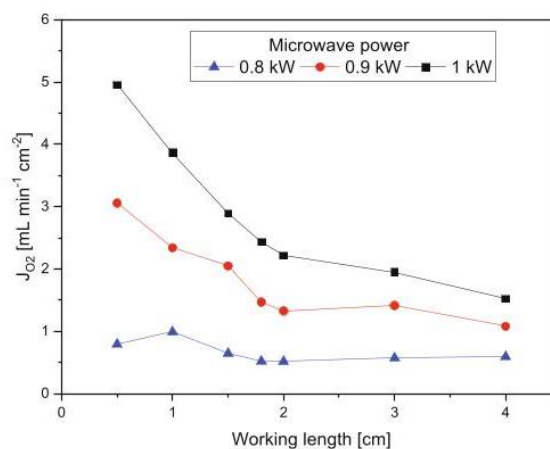 Microwave power
0.8 kW 0.9 kW 1 kW
6
5
4
3
2
1
0
J_O2 [mL min⁻¹ cm⁻²]
0 1 2 3 4
Working length [cm]